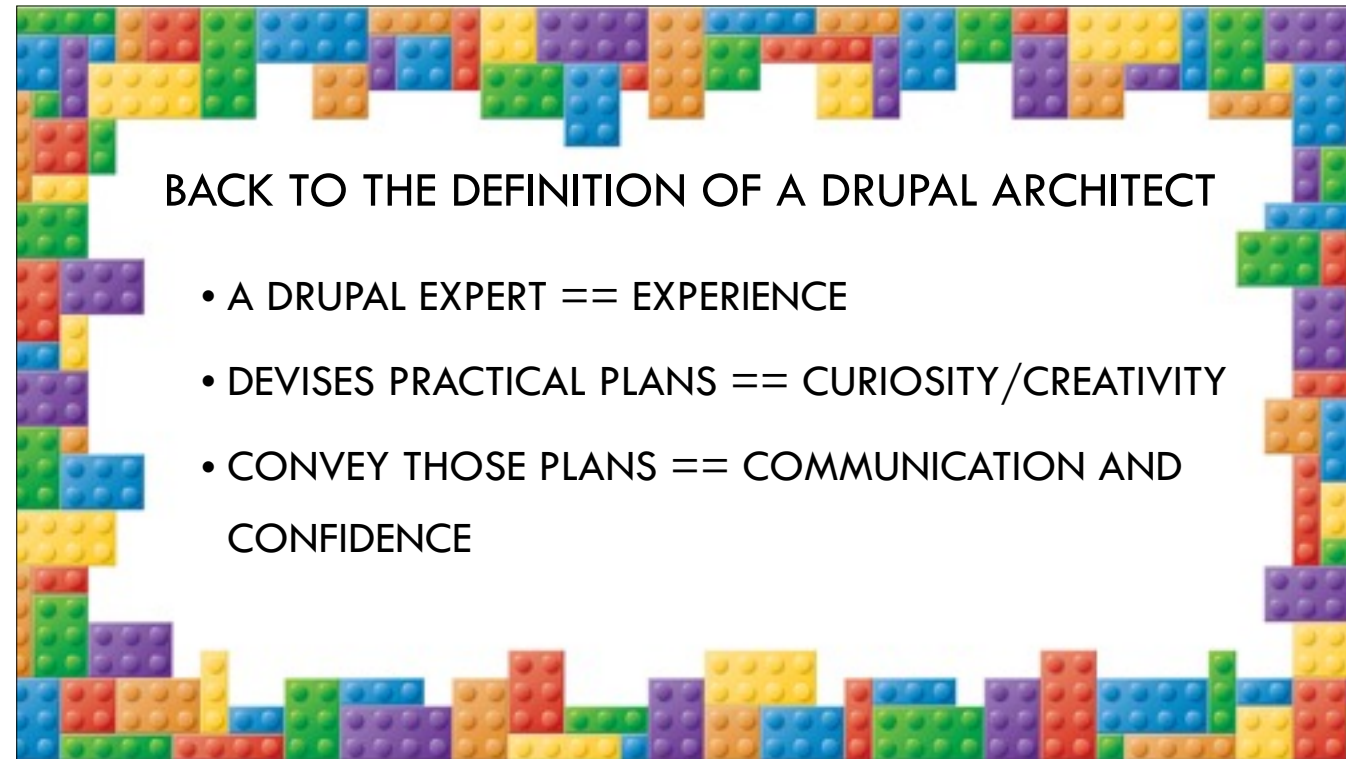 BACK TO THE DEFINITION OF A DRUPAL ARCHITECT
• A DRUPAL EXPERT == EXPERIENCE
• DEVISES PRACTICAL PLANS == CURIOSITY/CREATIVITY
• CONVEY THOSE PLANS == COMMUNICATION AND
CONFIDENCE